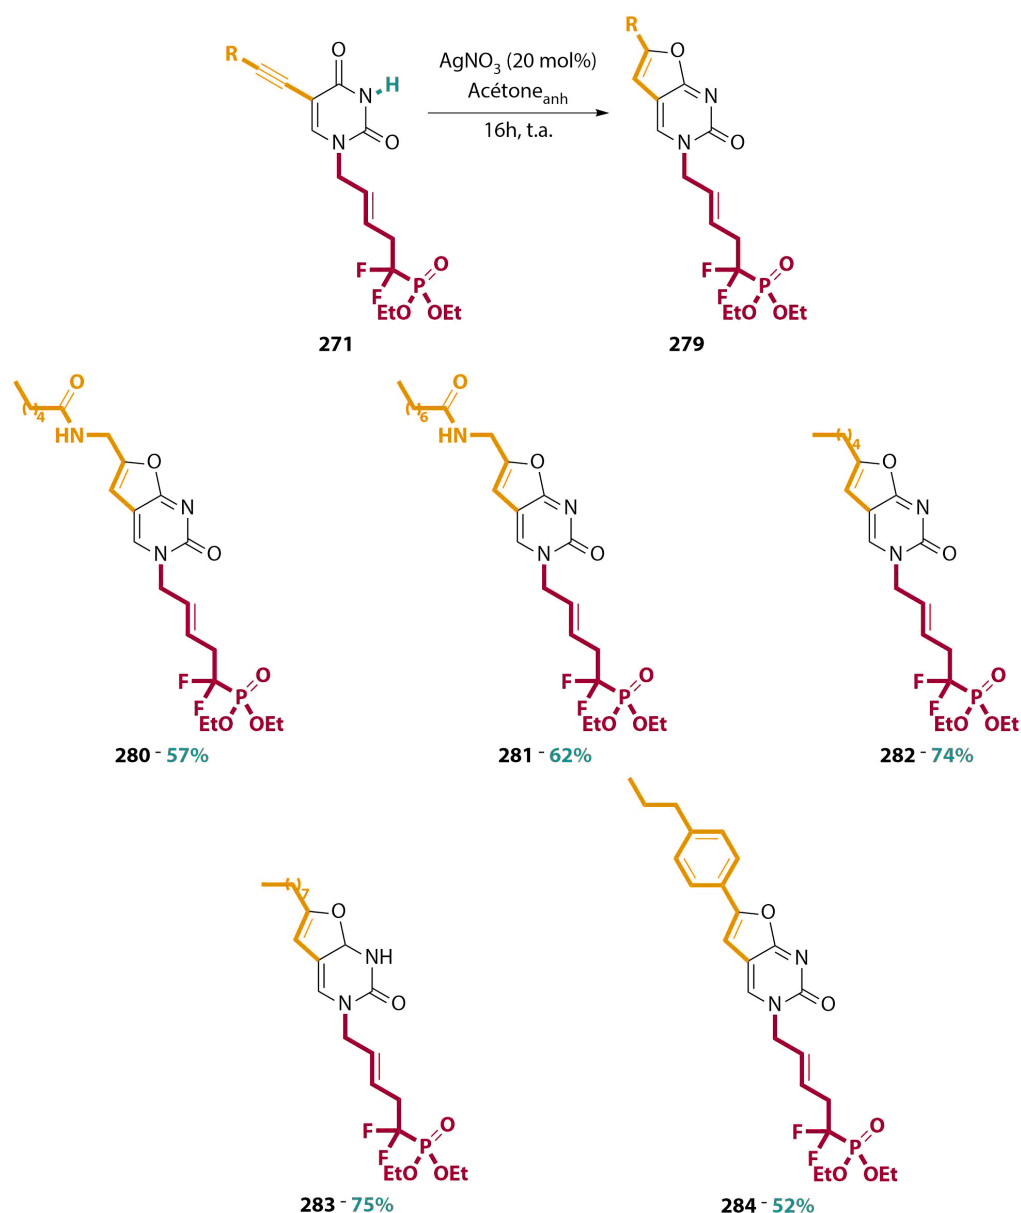 R
O
N
H
N
O
F
F
P
O
EtO
OEt
271
AgNO3 (20 mol%)
Acétoneanh
16h, t.a.
R
O
N
N
O
F
F
P
O
EtO
OEt
279
O
( )4
HN
O
N
N
O
F
F
P
O
EtO
OEt
280 - 57%
O
( )6
HN
O
N
N
O
F
F
P
O
EtO
OEt
281 - 62%
( )4
O
N
N
O
F
F
P
O
EtO
OEt
282 - 74%
( )7
O
NH
N
O
F
F
P
O
EtO
OEt
283 - 75%
O
N
N
O
F
F
P
O
EtO
OEt
284 - 52%